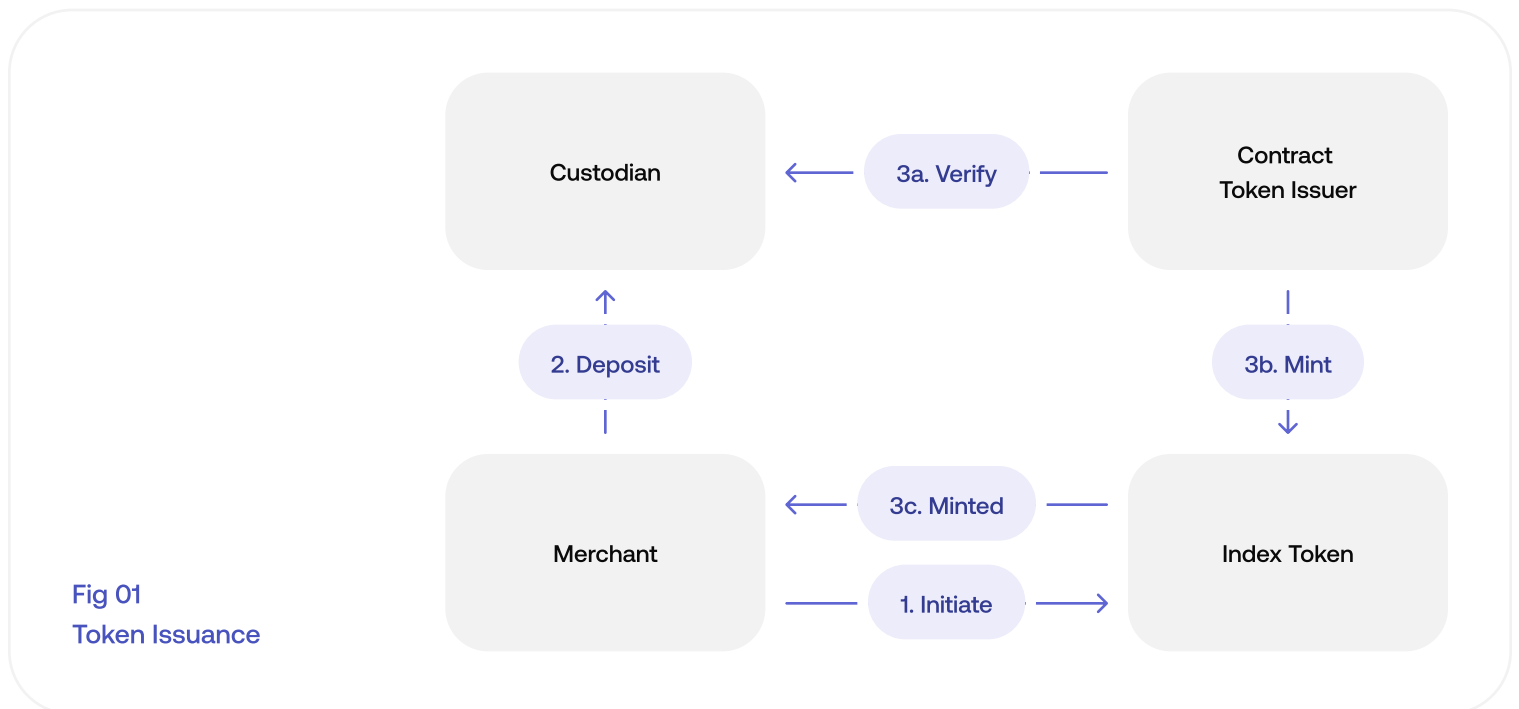 Custodian
3a. Verify
Contract
Token Issuer
2. Deposit
3b. Mint
Merchant
3c. Minted
1. Initiate
Index Token
Fig 01
Token Issuance